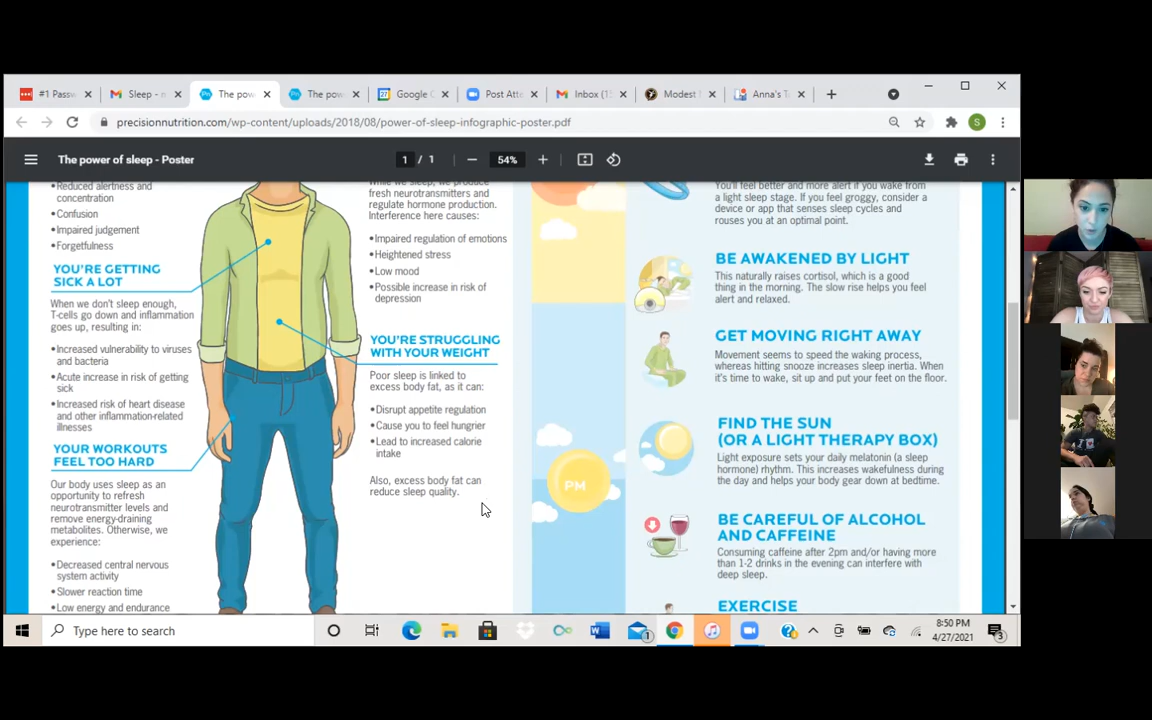 #1 Passw
Sleep - n
The pow
The pow
Google C
Post Atte
Inbox (1
Modest
Anna's T
precisionnutrition.com/wp-content/uploads/2018/08/power-of-sleep-infographic-poster.pdf
S
The power of sleep - Poster
1 / 1
54%
•Reduced alertness and
concentration
•Confusion
•Impaired judgement
•Forgetfulness
YOU'RE GETTING
SICK A LOT
When we don't sleep enough,
T-cells go down and inflammation
goes up, resulting in:
•Increased vulnerability to viruses
and bacteria
•Acute increase in risk of getting
sick
•Increased risk of heart disease
and other inflammation-related
illnesses
YOUR WORKOUTS
FEEL TOO HARD
Our body uses sleep as an
opportunity to refresh
neurotransmitter levels and
remove energy-draining
metabolites. Otherwise, we
experience:
•Decreased central nervous
system activity
•Slower reaction time
•Low energy and endurance
While we sleep, we produce
fresh neurotransmitters and
regulate hormone production.
Interference here causes:
•Impaired regulation of emotions
•Heightened stress
•Low mood
•Possible increase in risk of
depression
YOU'RE STRUGGLING
WITH YOUR WEIGHT
Poor sleep is linked to
excess body fat, as it can:
•Disrupt appetite regulation
•Cause you to feel hungrier
•Lead to increased calorie
intake
Also, excess body fat can
reduce sleep quality.
PM
You'll feel better and more alert if you wake from
a light sleep stage. If you feel groggy, consider a
device or app that senses sleep cycles and
rouses you at an optimal point.
BE AWAKENED BY LIGHT
This naturally raises cortisol, which is a good
thing in the morning. The slow rise helps you feel
alert and relaxed.
GET MOVING RIGHT AWAY
Movement seems to speed the waking process,
whereas hitting snooze increases sleep inertia. When
it's time to wake, sit up and put your feet on the floor.
FIND THE SUN
(OR A LIGHT THERAPY BOX)
Light exposure sets your daily melatonin (a sleep
hormone) rhythm. This increases wakefulness during
the day and helps your body gear down at bedtime.
BE CAREFUL OF ALCOHOL
AND CAFFEINE
Consuming caffeine after 2pm and/or having more
than 1-2 drinks in the evening can interfere with
deep sleep.
EXERCISE
Type here to search
8:50 PM
4/27/2021